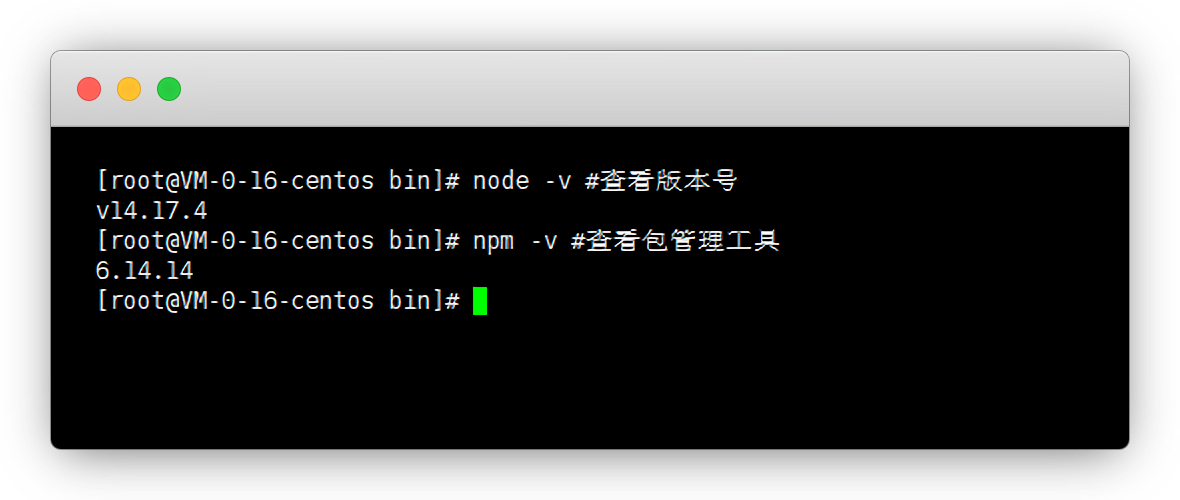 [root@VM-0-16-centos bin]# node -v #查看版本号
v14.17.4
[root@VM-0-16-centos bin]# npm -v #查看包管理工具
6.14.14
[root@VM-0-16-centos bin]#